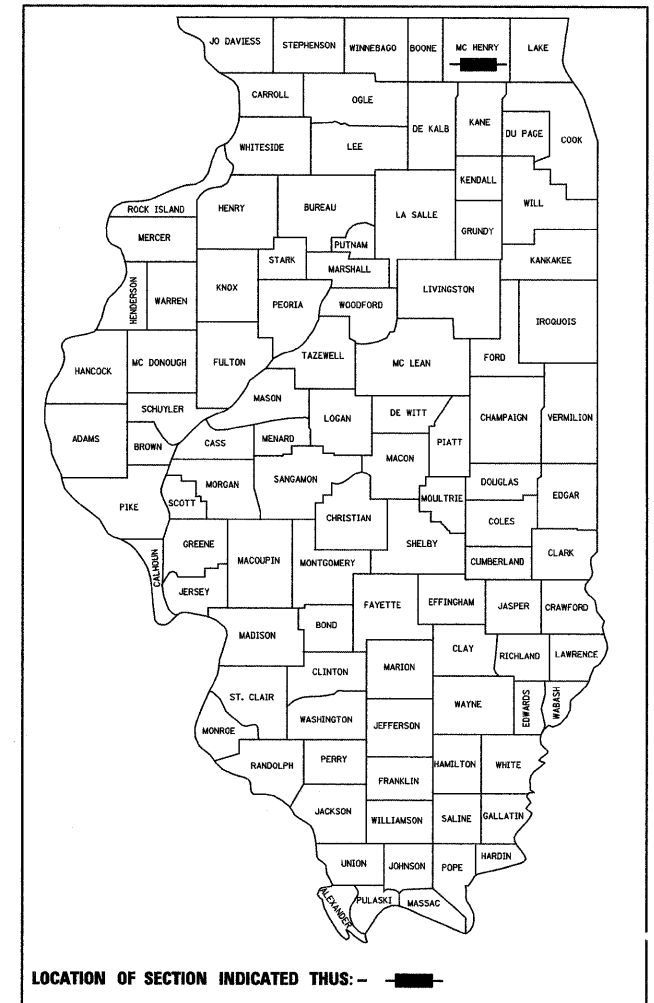 JO DAVIESS
STEPHENSON
WINNEBAGO
BOONE
MC HENRY
LAKE
CARROLL
OGLE
DE KALB
KANE
DU PAGE
COOK
WHITESIDE
LEE
KENDALL
WILL
ROCK ISLAND
HENRY
BUREAU
LA SALLE
GRUNDY
MERCER
PUTNAM
STARK
MARSHALL
KANKAKEE
HENDERSON
WARREN
KNOX
PEORIA
WOODFORD
LIVINGSTON
IROQUOIS
HANCOCK
MC DONOUGH
FULTON
TAZEWELL
MC LEAN
FORD
MASON
SCHUYLER
LOGAN
DE WITT
CHAMPAIGN
VERMILION
ADAMS
BROWN
CASS
MENARD
PIATT
MACON
PIKE
SCOTT
MORGAN
SANGAMON
CHRISTIAN
MOULTRIE
DOUGLAS
EDGAR
COLES
CALHOUN
GREENE
MACOUPIN
MONTGOMERY
SHELBY
CUMBERLAND
CLARK
JERSEY
FAYETTE
EFFINGHAM
JASPER
CRAWFORD
MADISON
BOND
CLAY
RICHLAND
LAWRENCE
CLINTON
MARION
ST. CLAIR
WAYNE
EDWARDS
WABASH
MONROE
WASHINGTON
JEFFERSON
RANDOLPH
PERRY
HAMILTON
WHITE
FRANKLIN
JACKSON
WILLIAMSON
SALINE
GALLATIN
UNION
JOHNSON
POPE
HARDIN
ALEXANDER
PULASKI
MASSAC
LOCATION OF SECTION INDICATED THUS: -